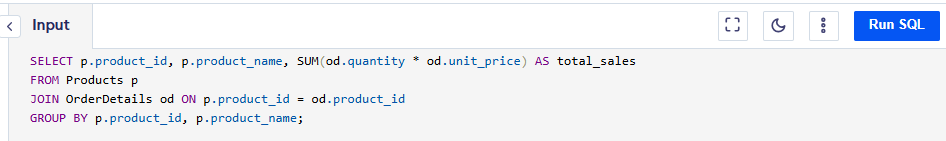 Input
Run SQL
SELECT p.product_id, p.product_name, SUM(od.quantity * od.unit_price) AS total_sales
FROM Products p
JOIN OrderDetails od ON p.product_id = od.product_id
GROUP BY p.product_id, p.product_name;